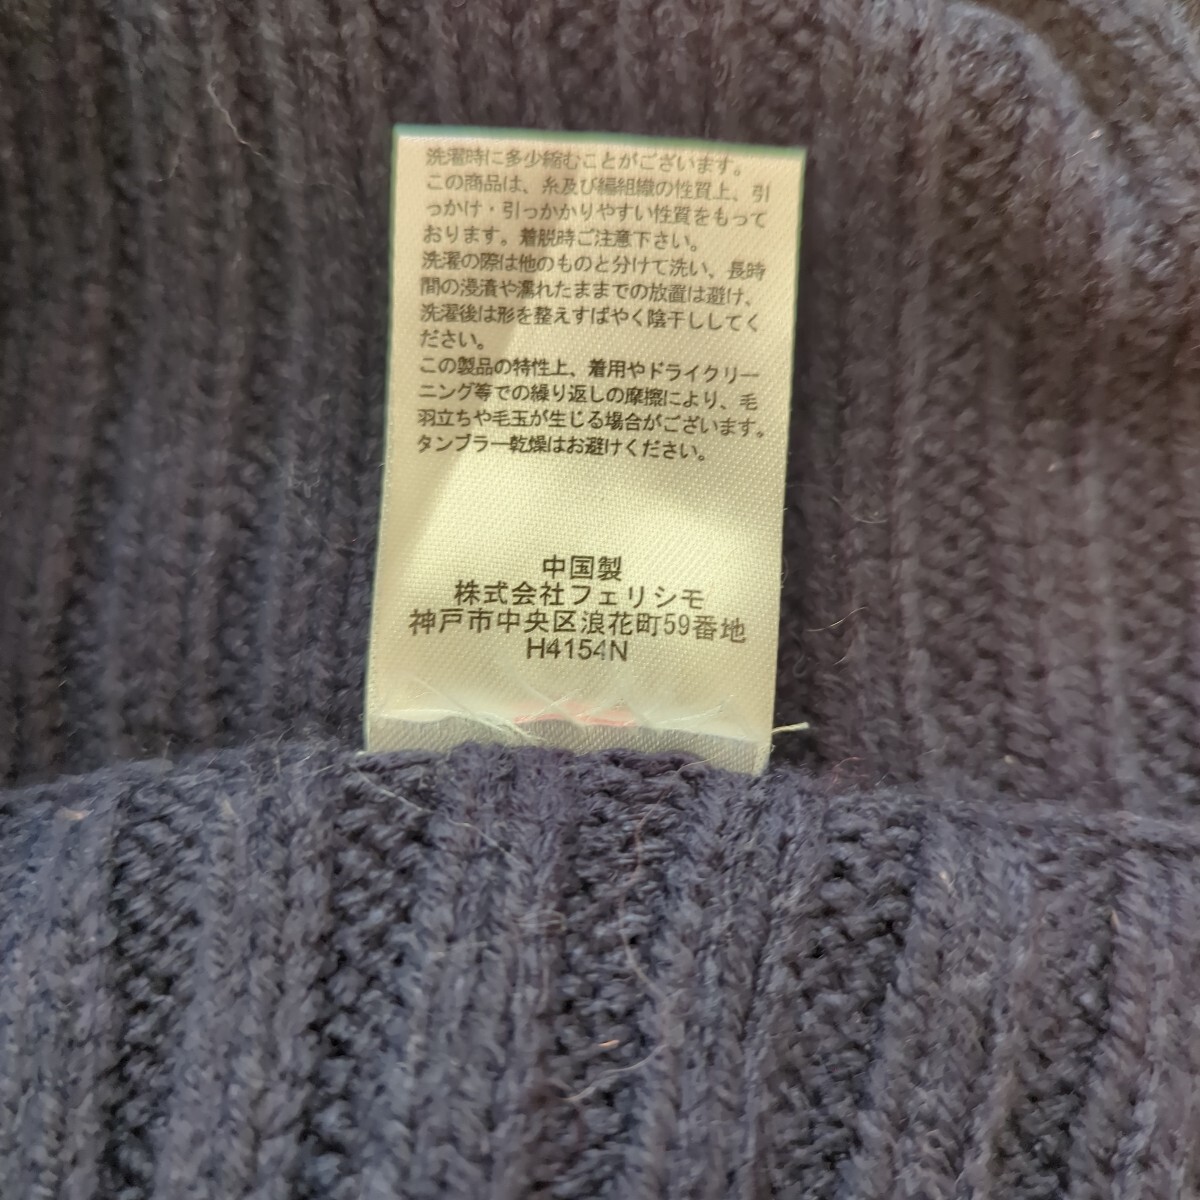 洗濯時に多少縮むことがございます。
この商品は、糸及び編組織の性質上、引
っかけ・引っかかりやすい性質をもって
おります。着脱時ご注意下さい。
洗濯の際は他のものと分けて洗い、長時
間の浸漬や濡れたままでの放置は避け、
洗濯後は形を整えすばやく陰干ししてく
ださい。
この製品の特性上、着用やドライクリー
ニング等での繰り返しの摩擦により、毛
羽立ちや毛玉が生じる場合がございます。
タンブラー乾燥はお避けください。
中国製
株式会社フェリシモ
神戸市中央区浪花町59番地
H4154N